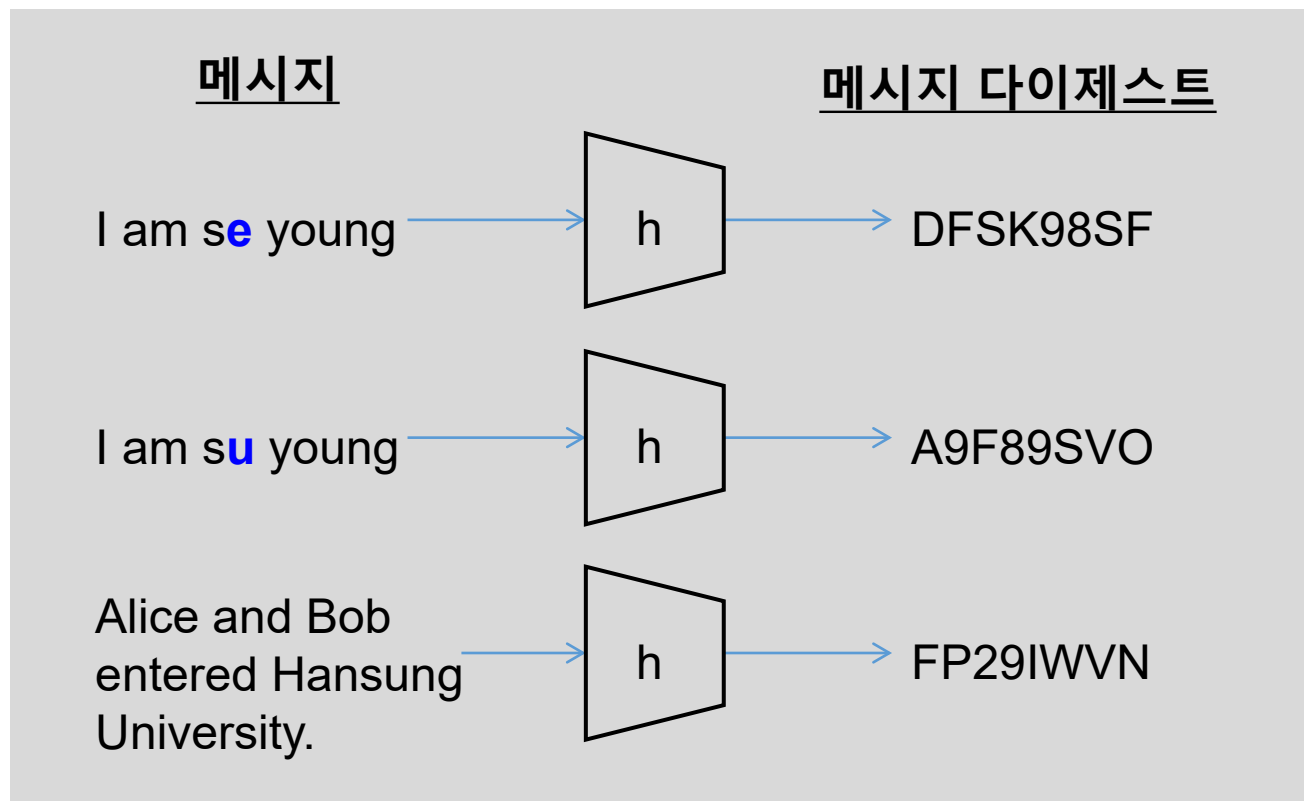 메시지
메시지 다이제스트
I am se young
h
DFSK98SF
I am su young
h
A9F89SVO
Alice and Bob
entered Hansung
University.
h
FP29IWVN